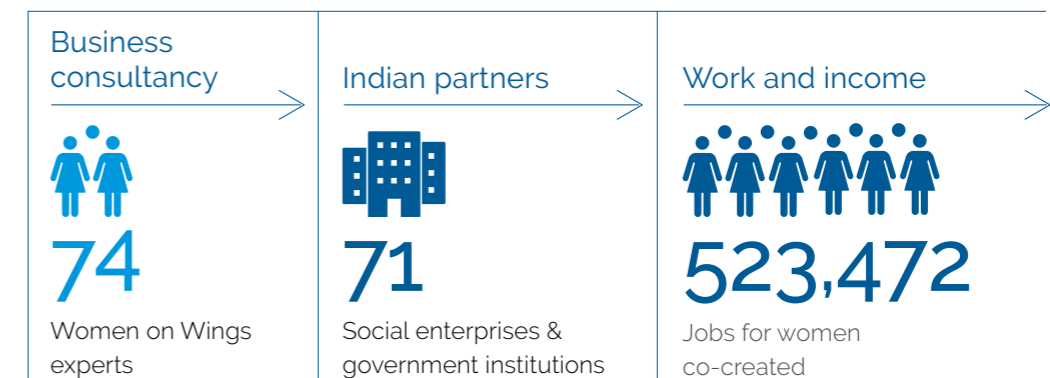 Business
consultancy
74
Women on Wings
experts
Indian partners
71
Social enterprises &
government institutions
Work and income
523,472
Jobs for women
co-created